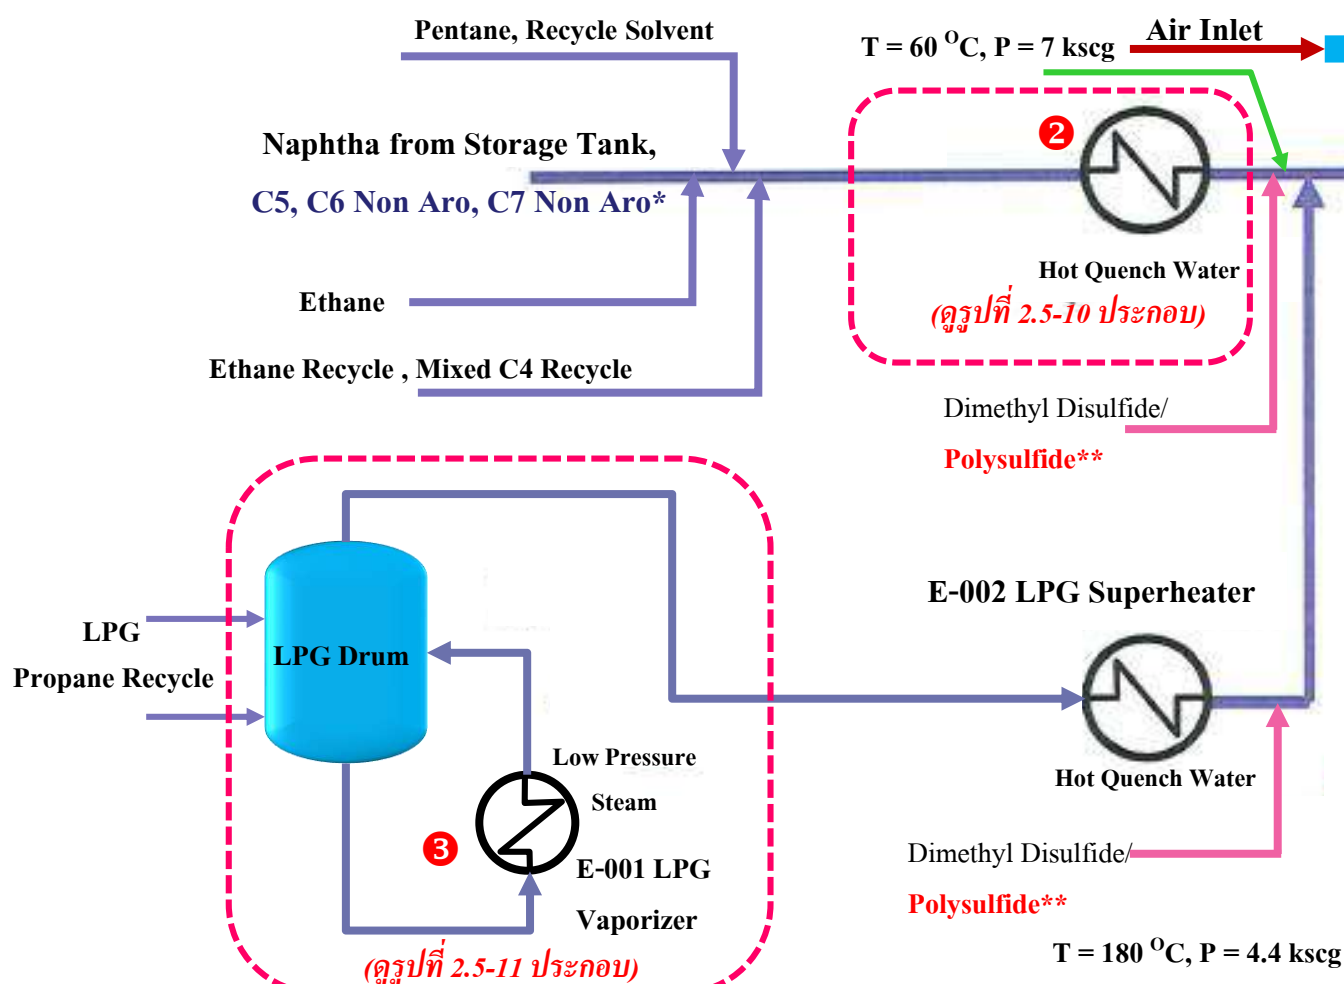 Pentane, Recycle Solvent
T = 60 ᴼC, P = 7 kscg
Air Inlet
Naphtha from Storage Tank,
C5, C6 Non Aro, C7 Non Aro*
❷
Hot Quench Water
(ดูรูปที่ 2.5-10 ประกอบ)
Ethane
Ethane Recycle , Mixed C4 Recycle
Dimethyl Disulfide/
Polysulfide**
LPG
Propane Recycle
LPG Drum
Low Pressure
Steam
❸
E-001 LPG
Vaporizer
(ดูรูปที่ 2.5-11 ประกอบ)
E-002 LPG Superheater
Hot Quench Water
Dimethyl Disulfide/
Polysulfide**
T = 180 ᴼC, P = 4.4 kscg